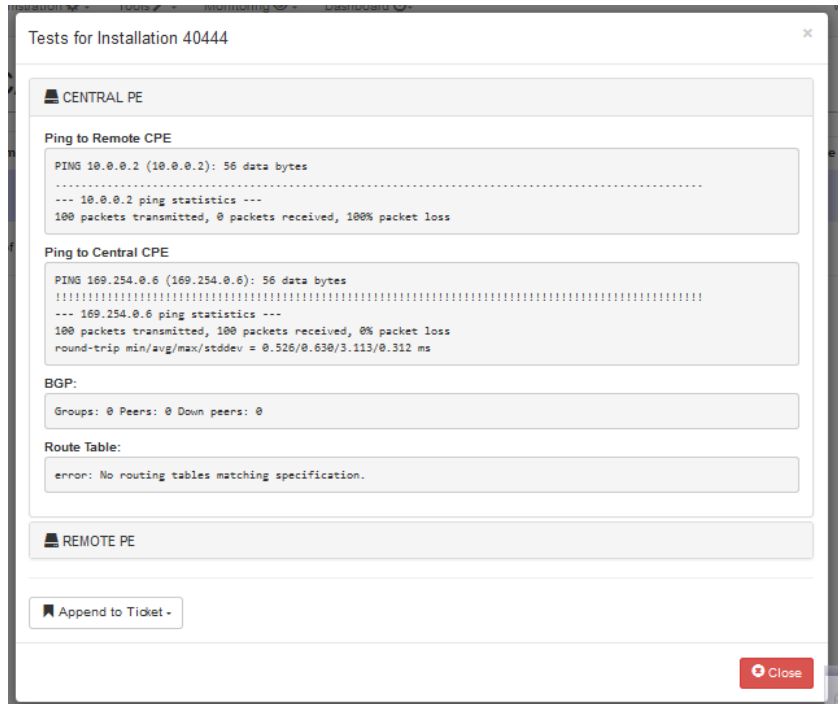 Tools
Monitoring
Dashboard
Tests for Installation 40444
×
CENTRAL PE
Ping to Remote CPE
PING 10.0.0.2 (10.0.0.2): 56 data bytes
....................................................................................................
--- 10.0.0.2 ping statistics ---
100 packets transmitted, 0 packets received, 100% packet loss
Ping to Central CPE
PING 169.254.0.6 (169.254.0.6): 56 data bytes
!!!!!!!!!!!!!!!!!!!!!!!!!!!!!!!!!!!!!!!!!!!!!!!!!!!!!!!!!!!!!!!!!!!!!!!!!!!!!!!!!!!!!!!!!!!!!!!!!!!!
--- 169.254.0.6 ping statistics ---
100 packets transmitted, 100 packets received, 0% packet loss
round-trip min/avg/max/stddev = 0.526/0.630/3.113/0.312 ms
BGP:
Groups: 0 Peers: 0 Down peers: 0
Route Table:
error: No routing tables matching specification.
REMOTE PE
Append to Ticket
Close